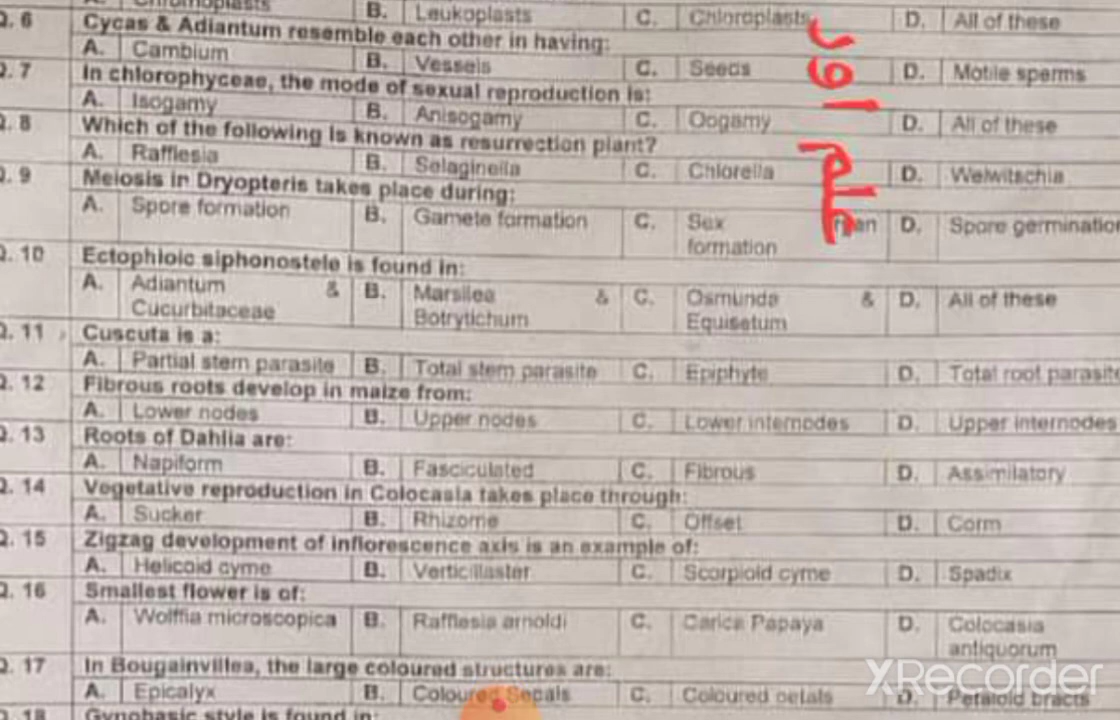 B. Leukoplasts C. Chloroplasts D. All of these
Q. 6 Cycas & Adiantum resemble each other in having:
A. Cambium B. Vessels C. Seeds D. Motile sperms
Q. 7 In chlorophyceae, the mode of sexual reproduction is:
A. Isogamy B. Anisogamy C. Oogamy D. All of these
Q. 8 Which of the following is known as resurrection plant?
A. Rafflesia B. Selaginella C. Chlorella D. Welwitschia
Q. 9 Meiosis in Dryopteris takes place during:
A. Spore formation B. Gamete formation C. Sex formation D. Spore germination
Q. 10 Ectophloic siphonostele is found in:
A. Adiantum & B. Marsilea & C. Osmunda & D. All of these
Cucurbitaceae Botrytichum Equisetum
Q. 11 Cuscuta is a:
A. Partial stem parasite B. Total stem parasite C. Epiphyte D. Total root parasite
Q. 12 Fibrous roots develop in maize from:
A. Lower nodes B. Upper nodes C. Lower internodes D. Upper internodes
Q. 13 Roots of Dahlia are:
A. Napiform B. Fasciculated C. Fibrous D. Assimilatory
Q. 14 Vegetative reproduction in Colocasia takes place through:
A. Sucker B. Rhizome C. Offset D. Corm
Q. 15 Zigzag development of inflorescence axis is an example of:
A. Helicoid cyme B. Verticillaster C. Scorpioid cyme D. Spadix
Q. 16 Smallest flower is of:
A. Wolffia microscopica B. Rafflesia arnoldi C. Carica Papaya D. Colocasia
antiquorum
Q. 17 In Bougainvillea, the large coloured structures are:
A. Epicalyx B. Coloured Sepals C. Coloured petals D. Petaloid bracts
Q. 18 Gynobasic style is found in:
XRecorder